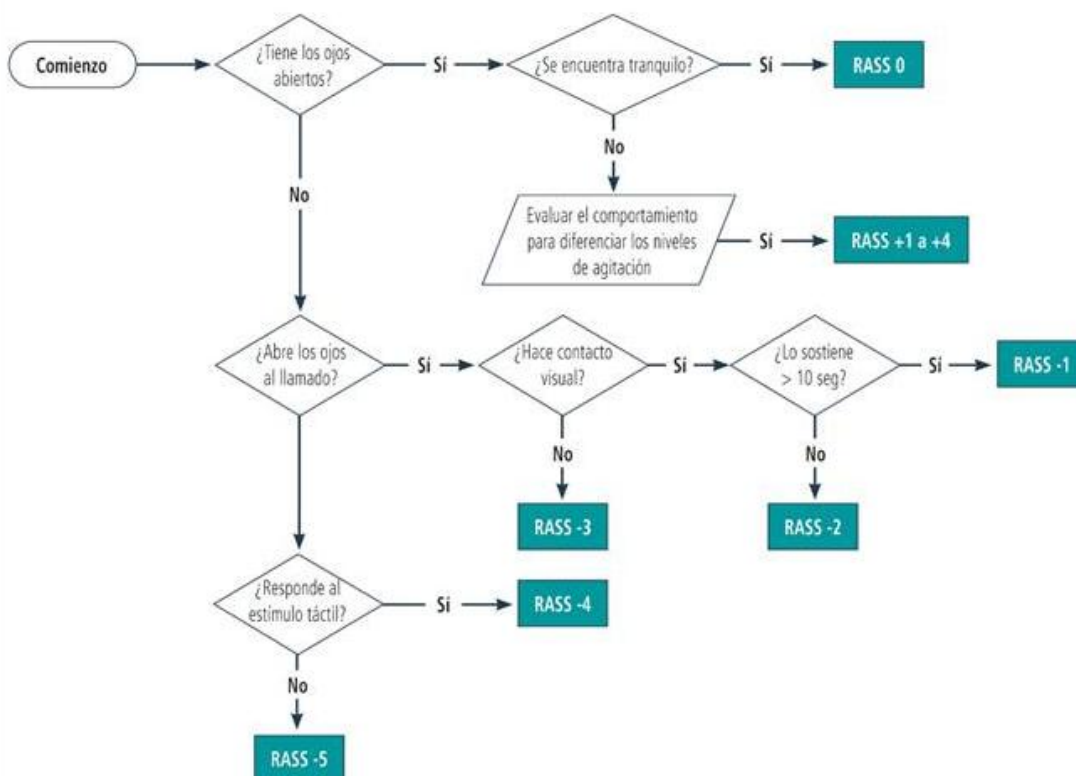 Comienzo
¿Tiene los ojos
abiertos?
Sí
¿Se encuentra tranquilo?
Sí
RASS 0
No
No
Evaluar el comportamiento
para diferenciar los niveles
de agitación
Sí
RASS +1 a +4
¿Abre los ojos
al llamado?
Sí
¿Hace contacto
visual?
Sí
¿Lo sostiene
> 10 seg?
Sí
RASS -1
No
No
RASS -3
RASS -2
¿Responde al
estímulo táctil?
Sí
RASS -4
No
RASS -5